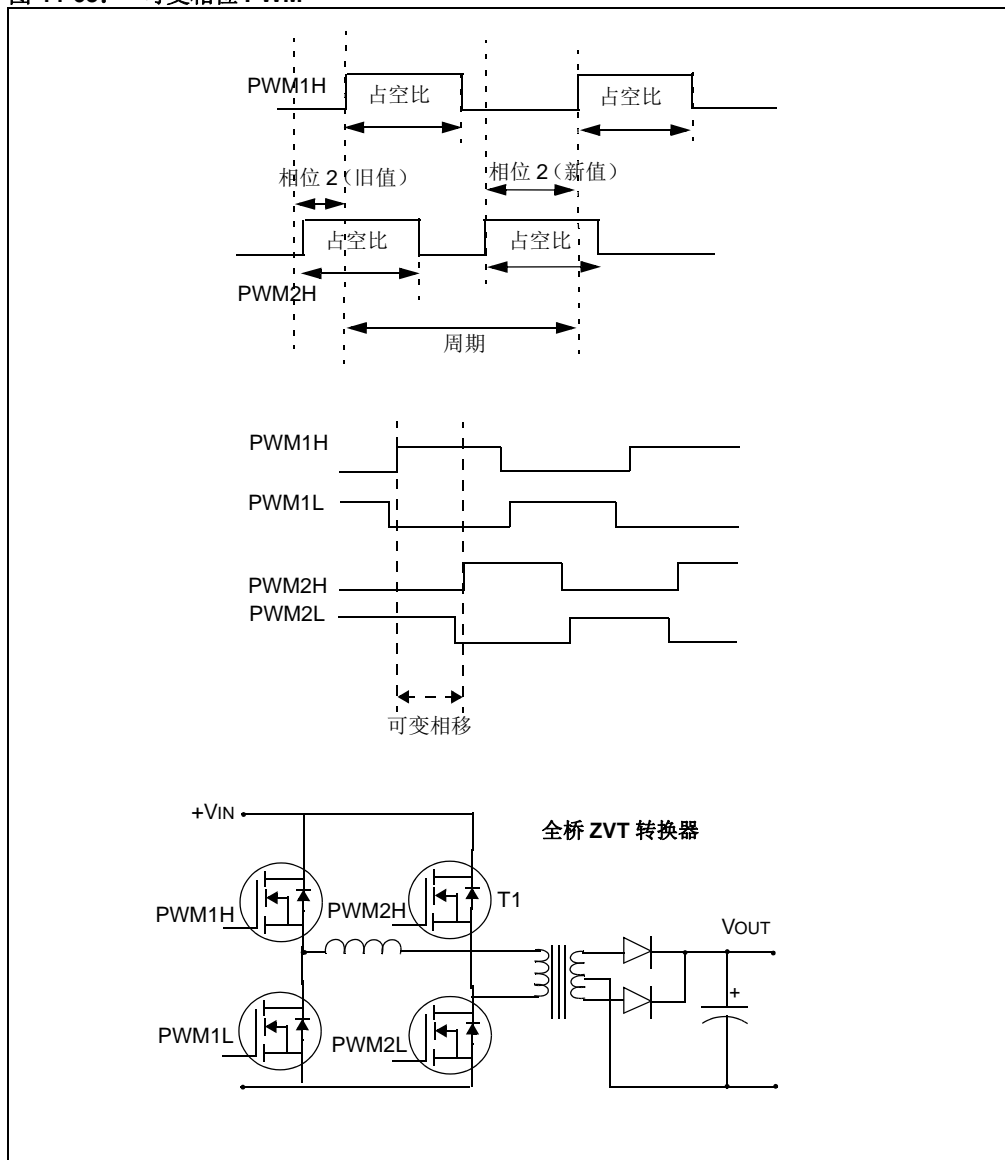 PWM1H
占空比
占空比
相位 2（旧值）
相位 2（新值）
占空比
占空比
PWM2H
周期
PWM1H
PWM1L
PWM2H
PWM2L
可变相移
+VIN
全桥 ZVT 转换器
T1
PWM1H
PWM2H
VOUT
+
PWM1L
PWM2L